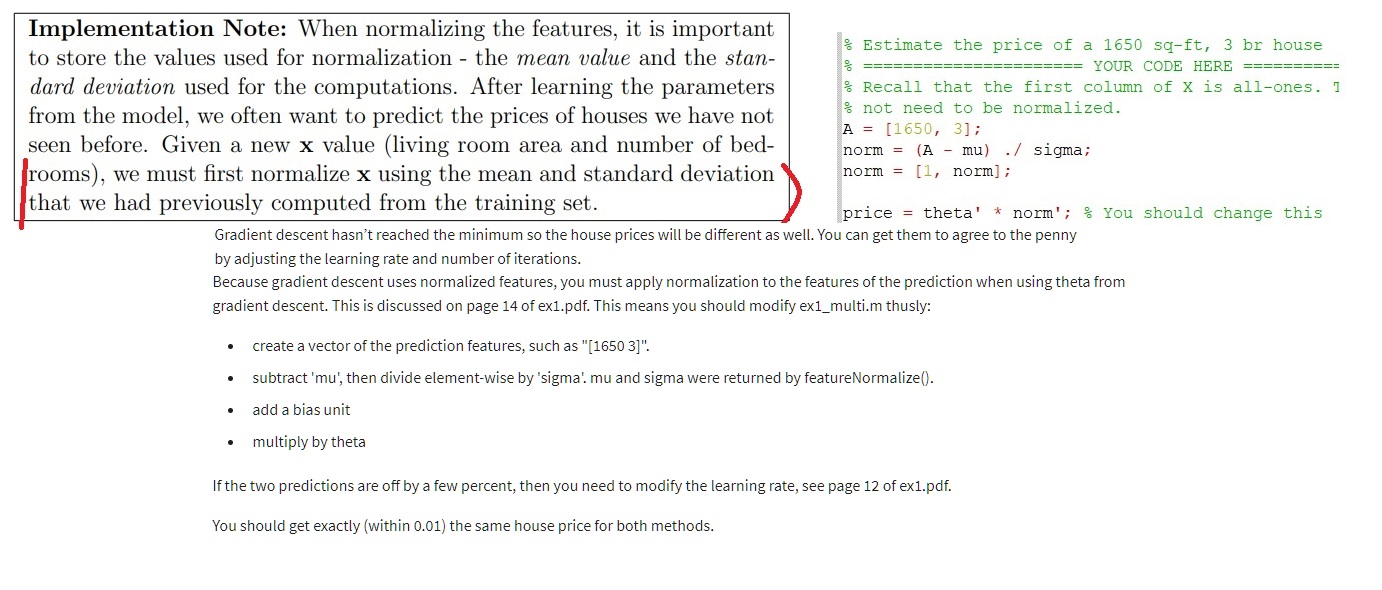 Implementation Note: When normalizing the features, it is important
to store the values used for normalization - the mean value and the stan-
dard deviation used for the computations. After learning the parameters
from the model, we often want to predict the prices of houses we have not
seen before. Given a new x value (living room area and number of bed-
rooms), we must first normalize x using the mean and standard deviation
that we had previously computed from the training set.
% Estimate the price of a 1650 sq-ft, 3 br house
% ====================== YOUR CODE HERE ==========
% Recall that the first column of X is all-ones. T
% not need to be normalized.
A = [1650, 3];
norm = (A - mu) ./ sigma;
norm = [1, norm];
price = theta' * norm'; % You should change this
Gradient descent hasn’t reached the minimum so the house prices will be different as well. You can get them to agree to the penny
by adjusting the learning rate and number of iterations.
Because gradient descent uses normalized features, you must apply normalization to the features of the prediction when using theta from
gradient descent. This is discussed on page 14 of ex1.pdf. This means you should modify ex1_multi.m thusly:
• create a vector of the prediction features, such as "[1650 3]".
• subtract 'mu', then divide element-wise by 'sigma'. mu and sigma were returned by featureNormalize().
• add a bias unit
• multiply by theta
If the two predictions are off by a few percent, then you need to modify the learning rate, see page 12 of ex1.pdf.
You should get exactly (within 0.01) the same house price for both methods.